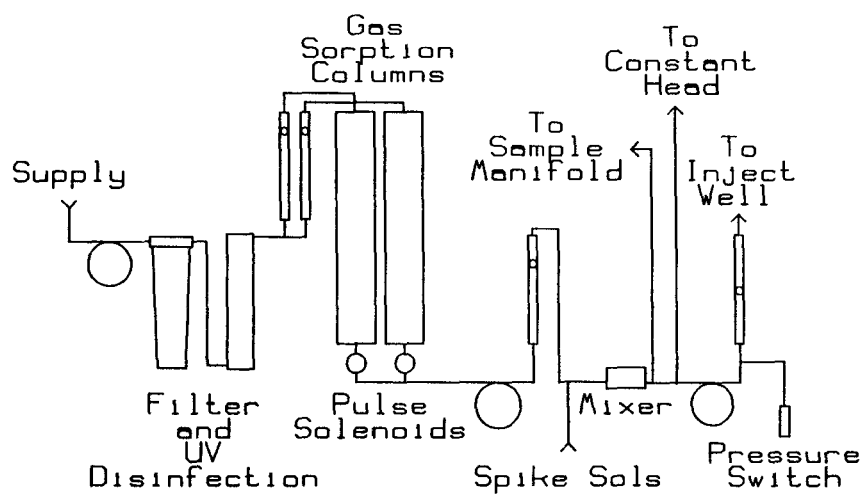 Gas
Sorption
Columns
To
Constant
Head
To
Sample
Manifold
To
Inject
Well
Supply
Filter
and
UV
Disinfection
Pulse
Solenoids
Mixer
Spike Sols
Pressure
Switch